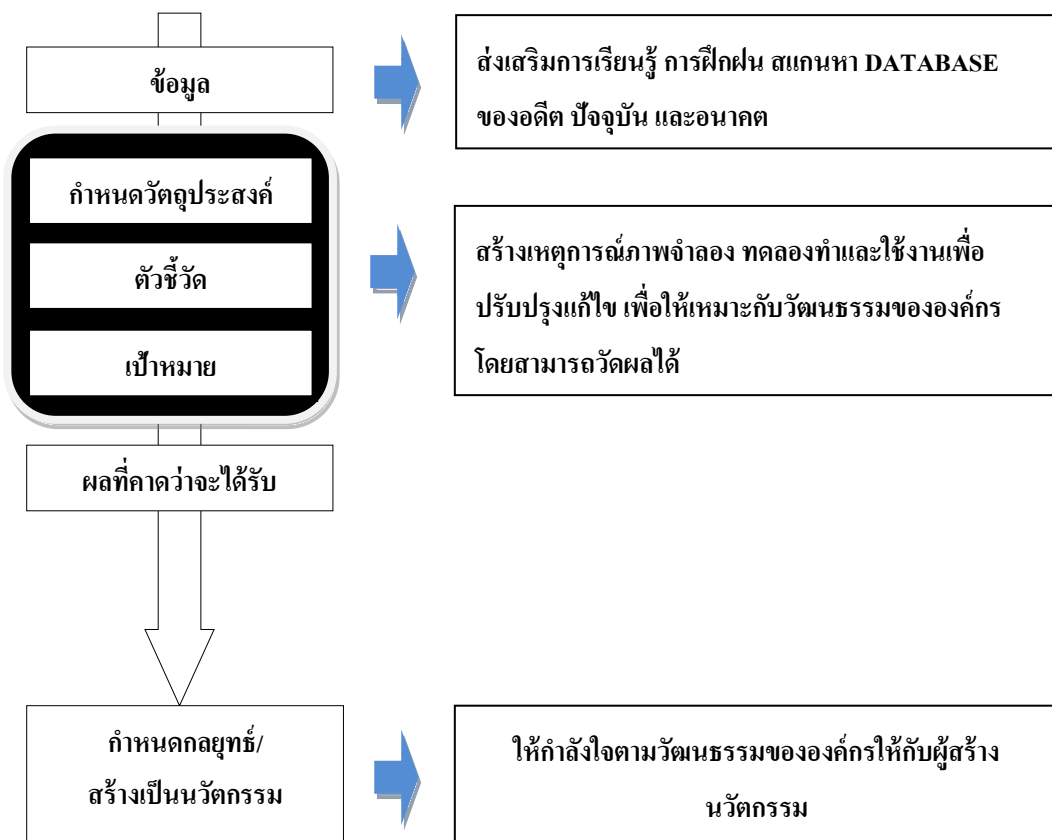 ข้อมูล
ส่งเสริมการเรียนรู้ การฝึกฝน สแกนหา DATABASE
ของอดีต ปัจจุบัน และอนาคต
กำหนดวัตถุประสงค์
ตัวชี้วัด
เป้าหมาย
สร้างเหตุการณ์ภาพจำลอง ทดลองทำและใช้งานเพื่อ
ปรับปรุงแก้ไข เพื่อให้เหมาะกับวัฒนธรรมขององค์กร
โดยสามารถวัดผลได้
ผลที่คาดว่าจะได้รับ
กำหนดกลยุทธ์/
สร้างเป็นนวัตกรรม
ให้กำลังใจตามวัฒนธรรมขององค์กรให้กับผู้สร้าง
นวัตกรรม